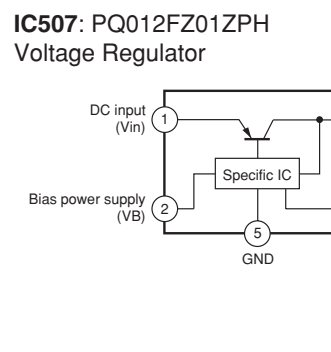 IC507: PQ012FZ01ZPH
Voltage Regulator
DC input
(Vin)
1
Specific IC
Bias power supply
(VB)
2
5
GND